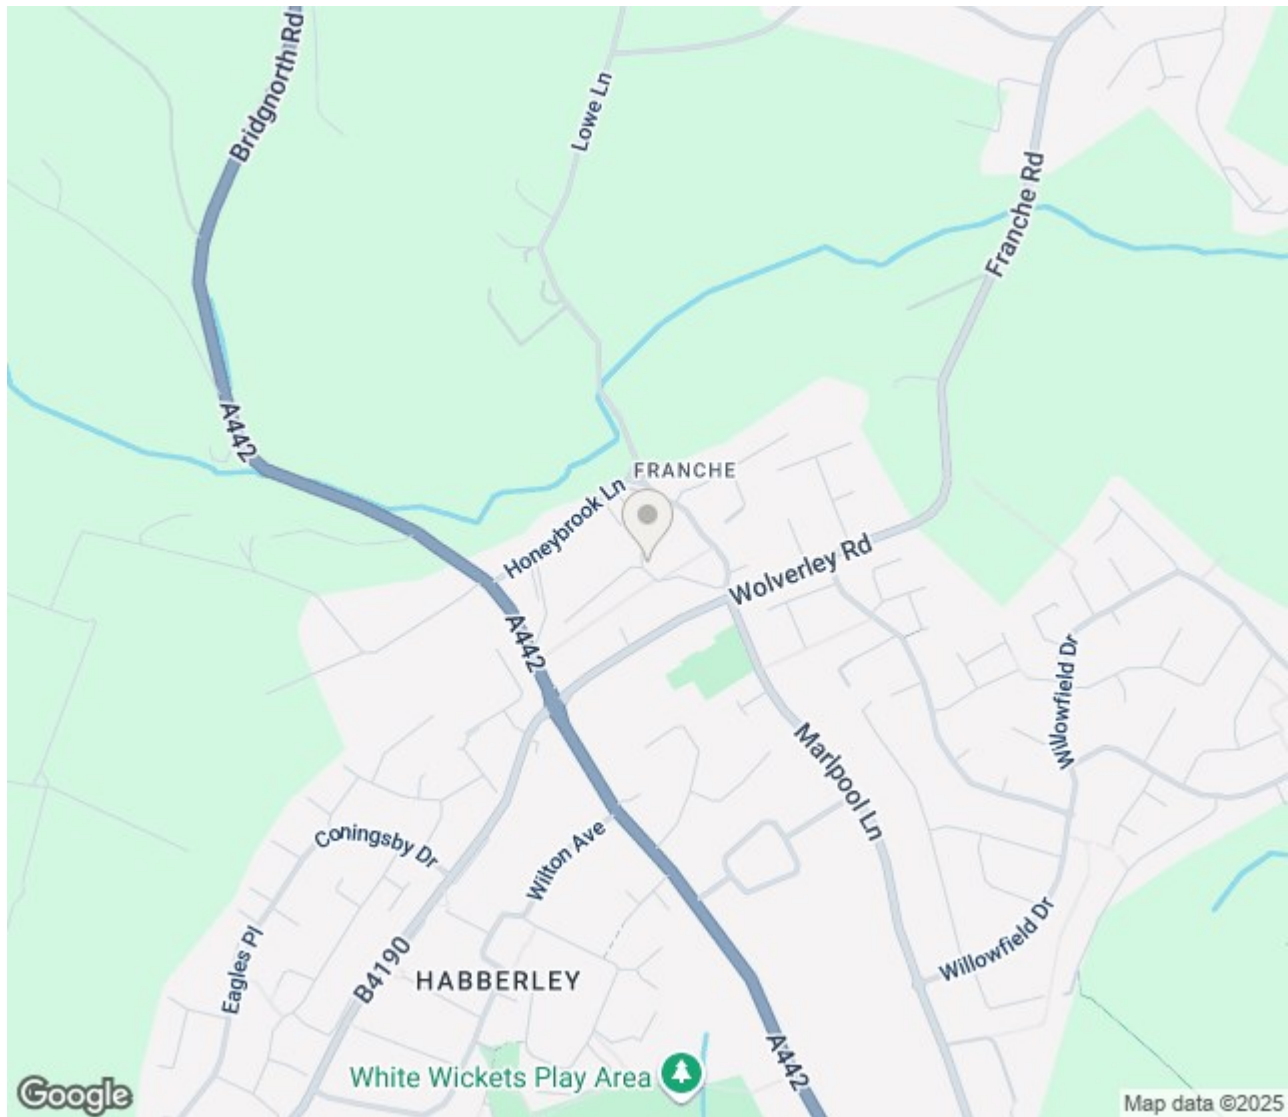 Bridgnorth Rd
Lowe Ln
Franche Rd
A442
FRANCHE
Honeybrook Ln
Wolverley Rd
A442
Willowfield Dr
Marlpool Ln
Coningsby Dr
Wilton Ave
Eagles Pl
B4190
Willowfield Dr
HABBERLEY
A442
White Wickets Play Area
Google
Map data ©2025